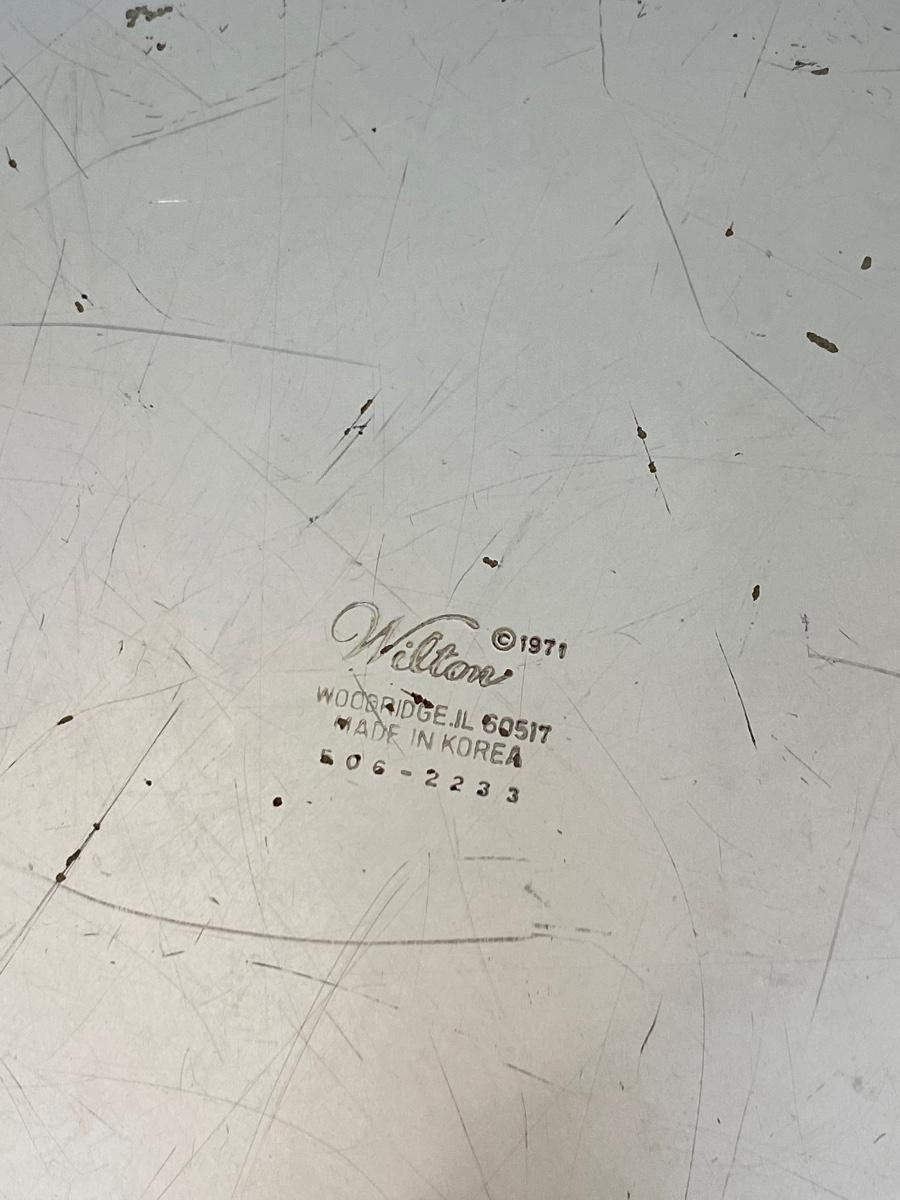 Wilton ©1971
WOODRIDGE.IL 60517
MADE IN KOREA
506-2233